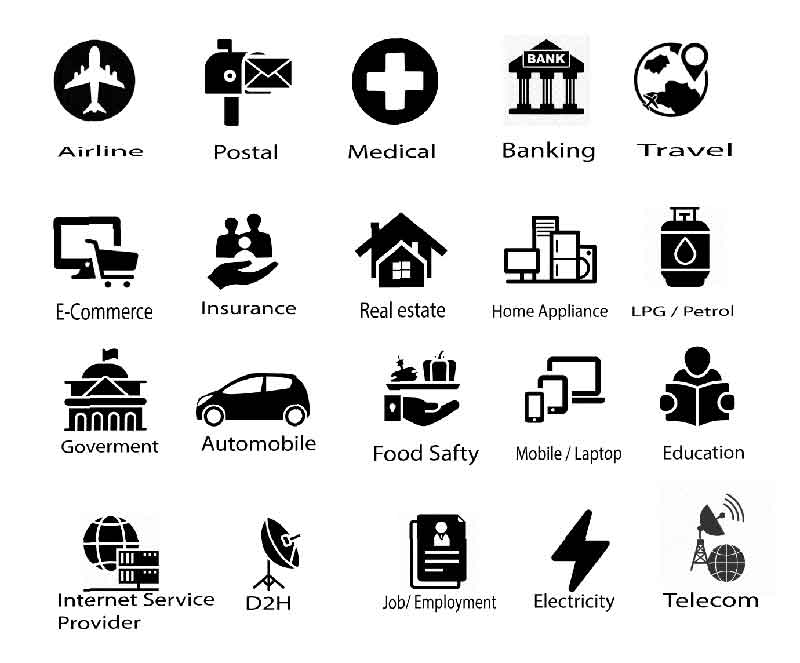 BANK
Airline
Postal
Medical
Banking
Travel
E-Commerce
Insurance
Real estate
Home Appliance
LPG / Petrol
Goverment
Automobile
Food Safty
Mobile / Laptop
Education
Internet Service
Provider
D2H
Job/ Employment
Electricity
Telecom